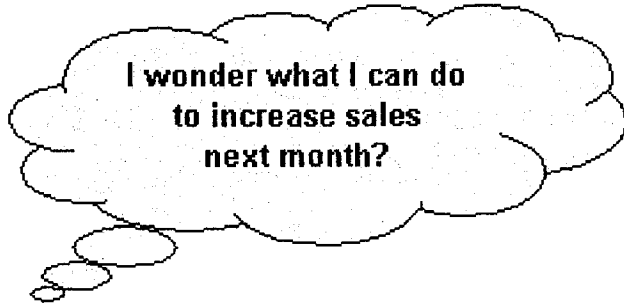 I wonder what I can do
to increase sales
next month?